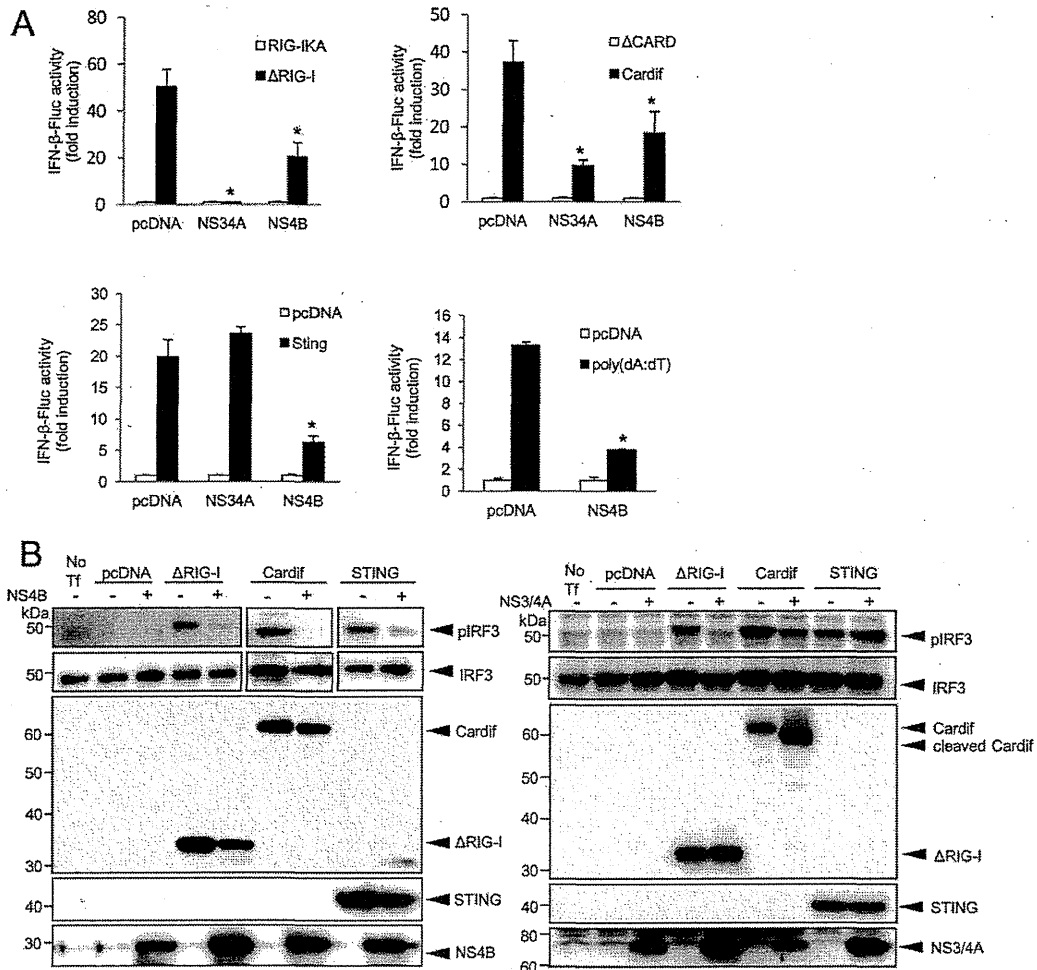 A
80
60
40
20
0
IFN-β-Fluc activity
(fold induction)
RIG-IKA
ΔRIG-I
*
*
pcDNA NS34A NS4B
50
40
30
20
10
0
IFN-β-Fluc activity
(fold induction)
ΔCARD
Cardif
*
*
pcDNA NS34A NS4B
30
25
20
15
10
5
0
IFN-β-Fluc activity
(fold induction)
pcDNA
Sting
*
pcDNA NS34A NS4B
16
14
12
10
8
6
4
2
0
IFN-β-Fluc activity
(fold induction)
pcDNA
poly(dA:dT)
*
pcDNA NS4B
B
No
Tf pcDNA ΔRIG-I Cardif STING
NS4B - - + - + - + - +
kDa
50 pIRF3
50 IRF3
60 Cardif
50
40
30 ΔRIG-I
40 STING
30 NS4B
No
Tf pcDNA ΔRIG-I Cardif STING
NS3/4A - - + - + - + - +
kDa
50 pIRF3
50 IRF3
60 Cardif
cleaved Cardif
50
40
30 ΔRIG-I
40 STING
80 NS3/4A
60